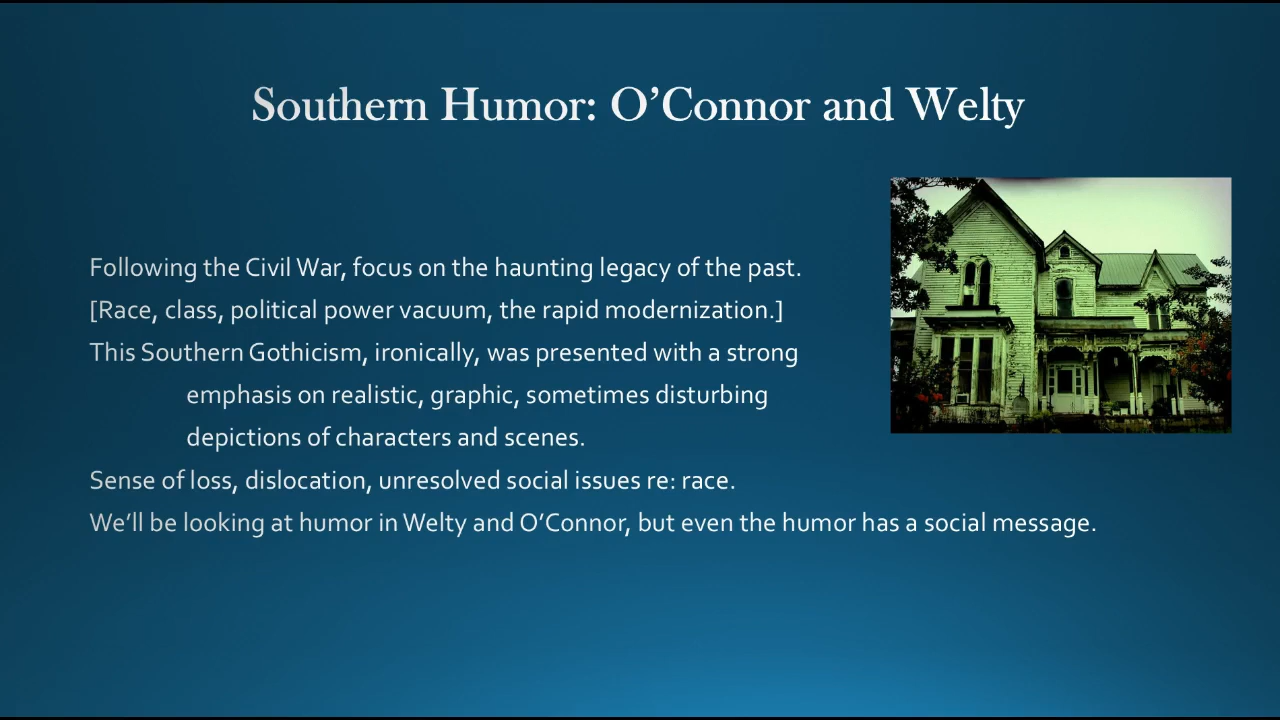 Southern Humor: O’Connor and Welty
Following the Civil War, focus on the haunting legacy of the past.
[Race, class, political power vacuum, the rapid modernization.]
This Southern Gothicism, ironically, was presented with a strong
emphasis on realistic, graphic, sometimes disturbing
depictions of characters and scenes.
Sense of loss, dislocation, unresolved social issues re: race.
We’ll be looking at humor in Welty and O’Connor, but even the humor has a social message.